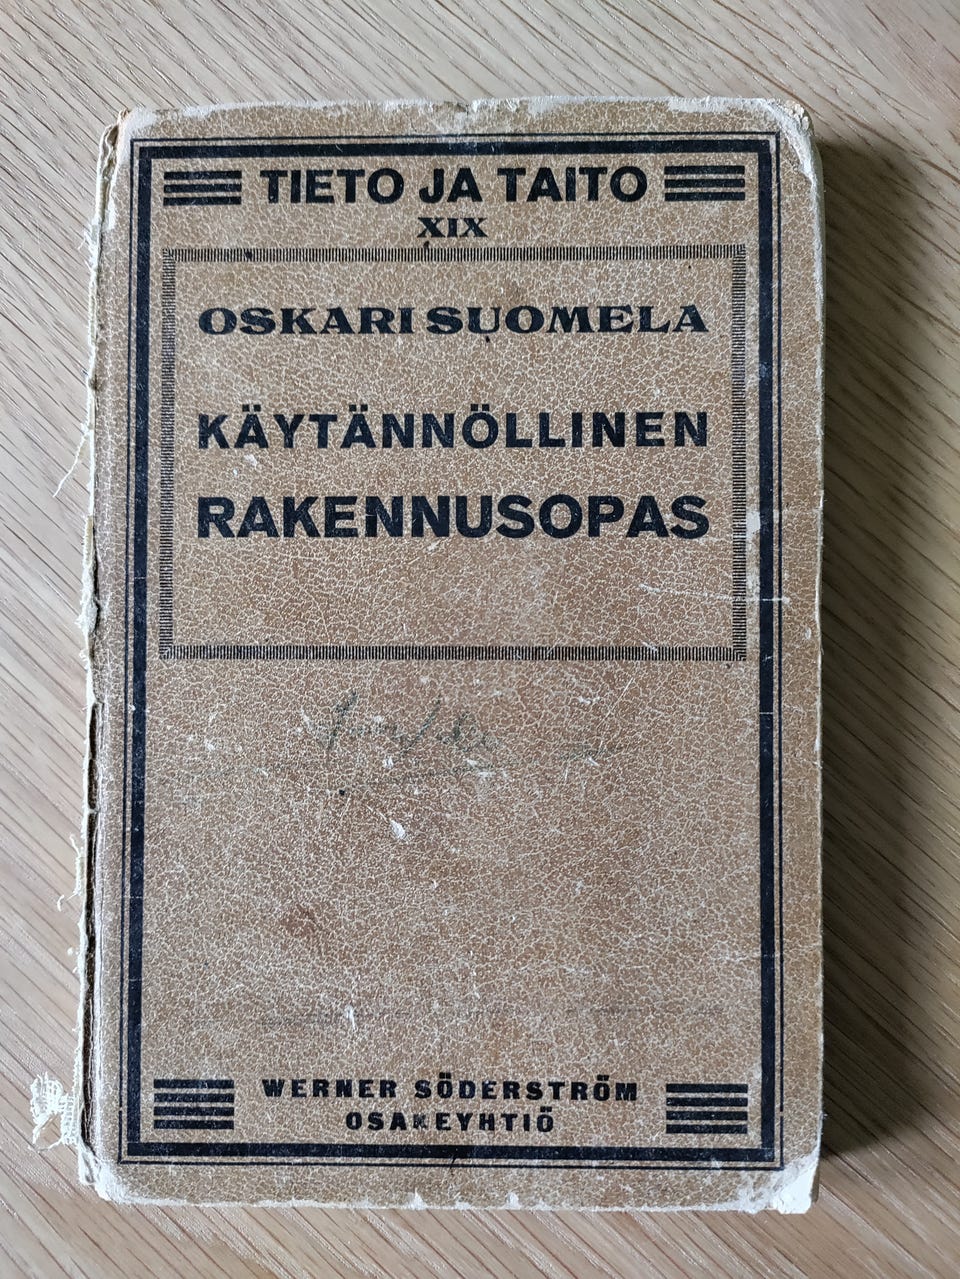 TIETO JA TAITO
XIX
OSKARI SUOMELA
KÄYTÄNNÖLLINEN
RAKENNUSOPAS
WERNER SÖDERSTRÖM
OSAKEYHTIÖ